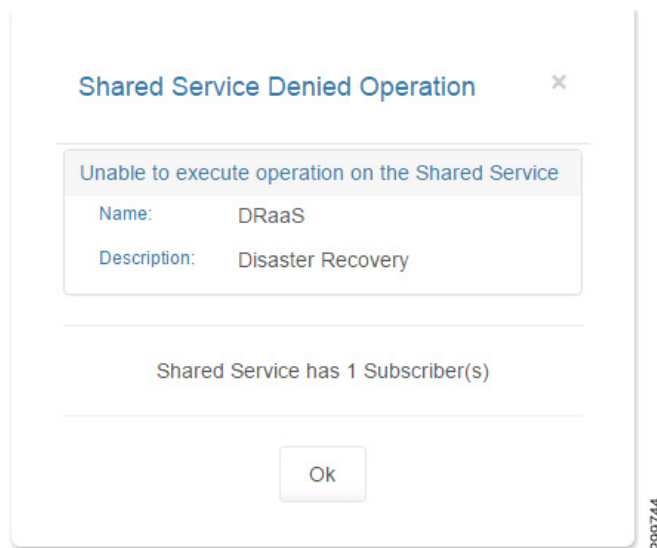 Shared Service Denied Operation ×
Unable to execute operation on the Shared Service
Name: DRaaS
Description: Disaster Recovery
Shared Service has 1 Subscriber(s)
Ok
299744